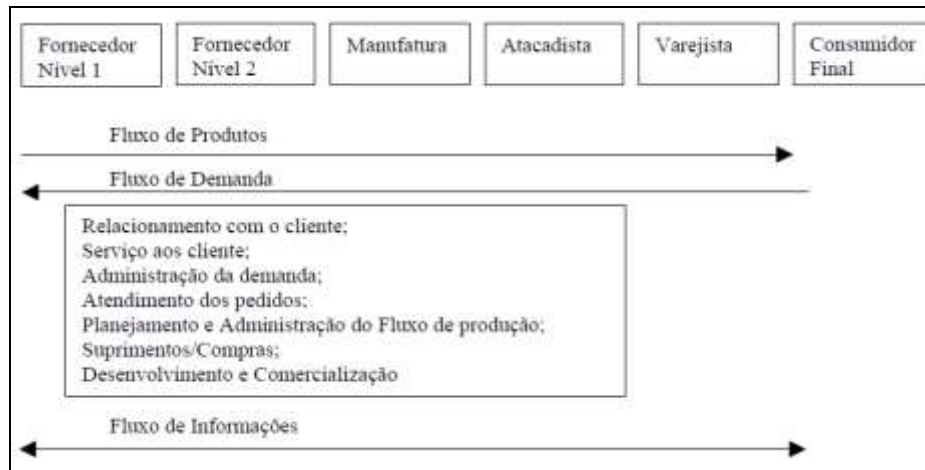 Fornecedor
Nível 1
Fornecedor
Nível 2
Manufatura
Atacadista
Varejista
Consumidor
Final
Fluxo de Produtos
Fluxo de Demanda
Relacionamento com o cliente;
Serviço aos cliente;
Administração da demanda;
Atendimento dos pedidos;
Planejamento e Administração do Fluxo de produção;
Suprimentos/Compras;
Desenvolvimento e Comercialização
Fluxo de Informações